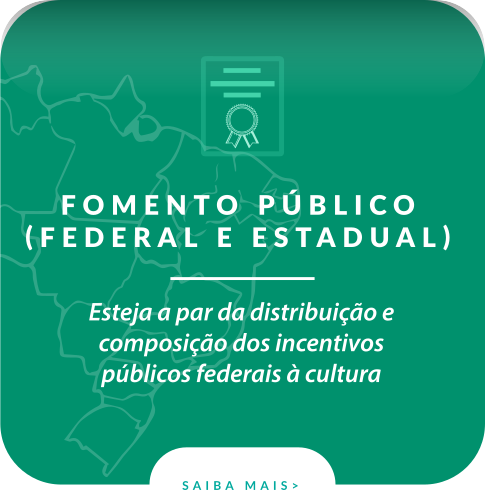 FOMENTO PÚBLICO
(FEDERAL E ESTADUAL)
Esteja a par da distribuição e
composição dos incentivos
públicos federais à cultura
SAIBA MAIS>